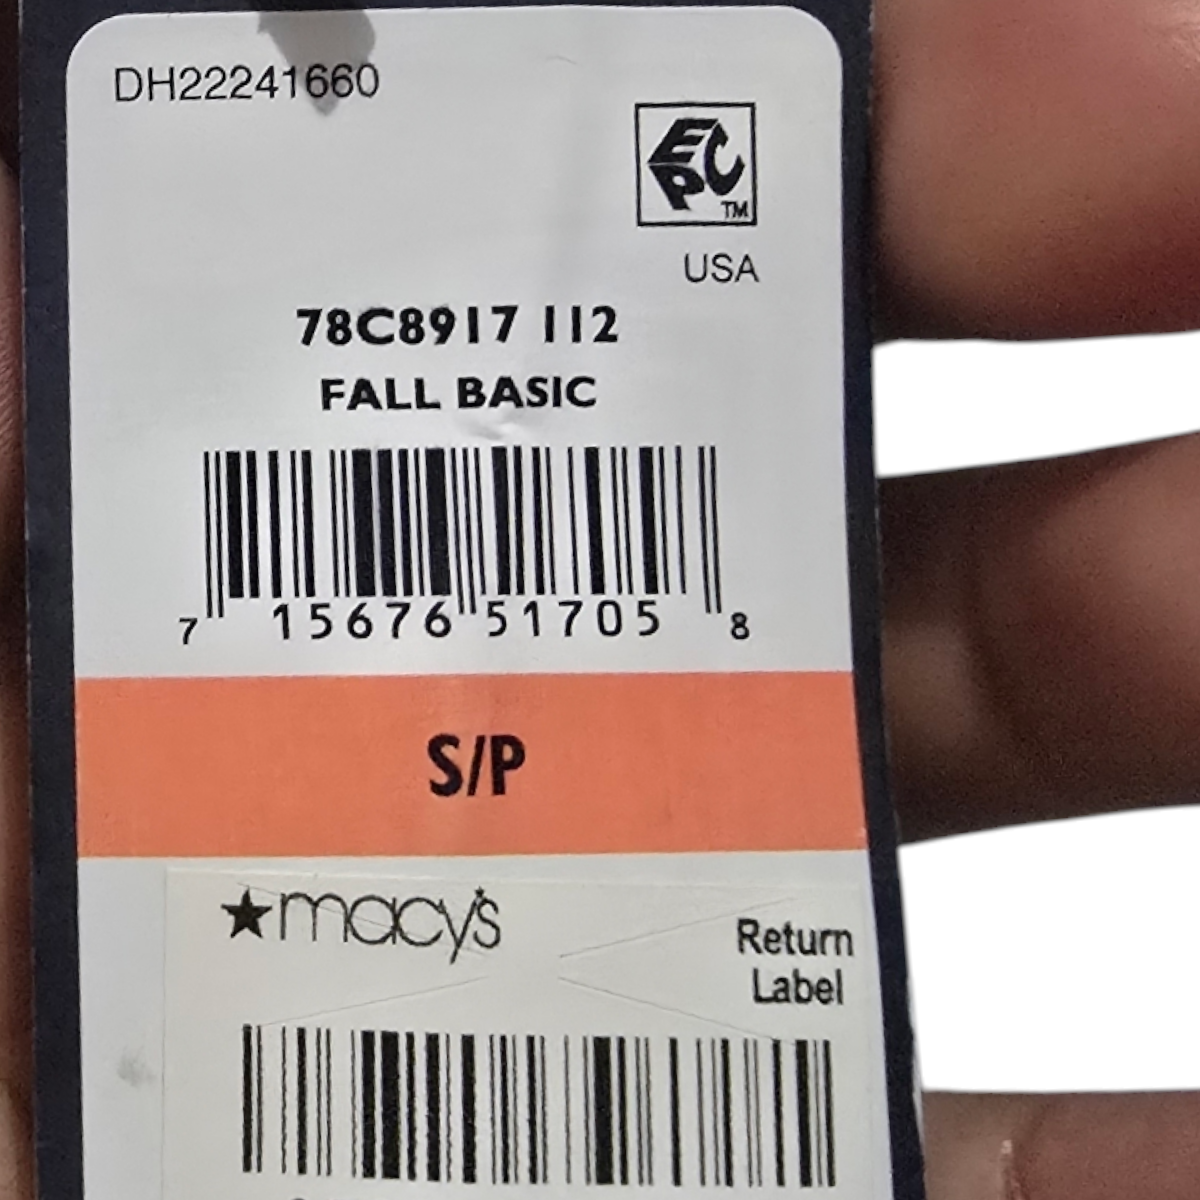 DH22241660
EPC
TM
USA
78C8917 112
FALL BASIC
7 15676 51705 8
S/P
★macy's
Return
Label